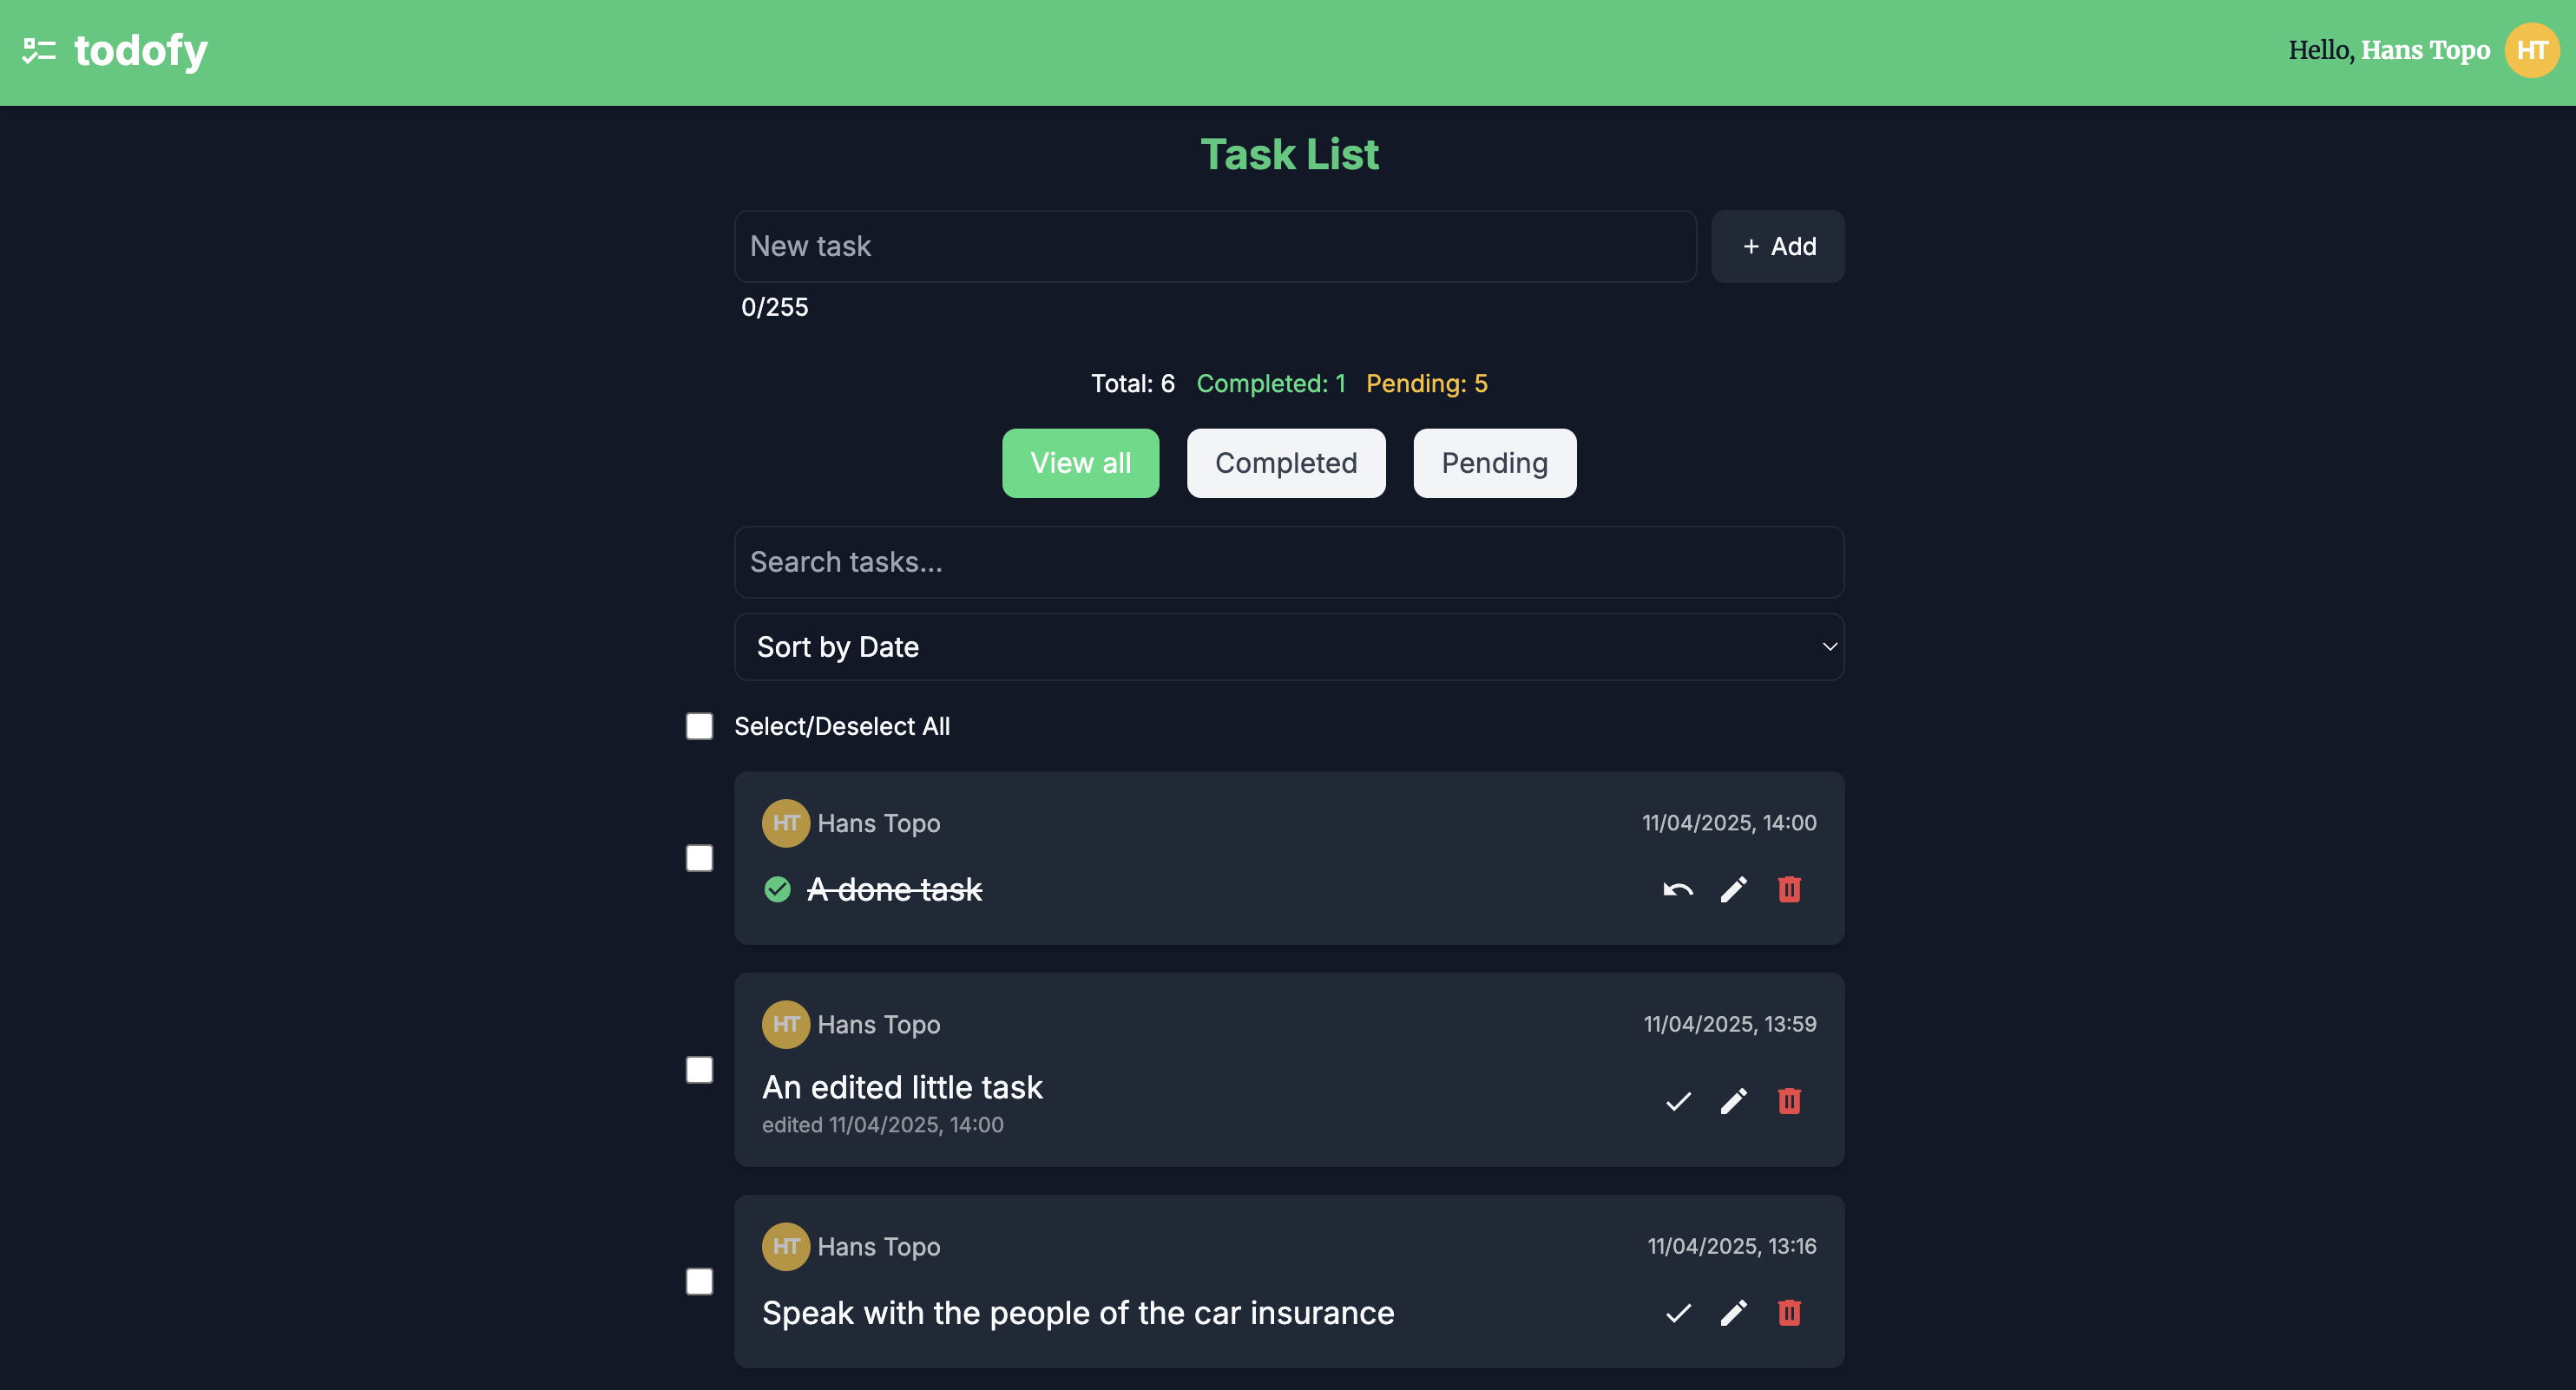 todofy
Hello, Hans Topo HT
Task List
New task
+ Add
0/255
Total: 6 Completed: 1 Pending: 5
View all Completed Pending
Search tasks...
Sort by Date
Select/Deselect All
HT Hans Topo 11/04/2025, 14:00
A done task
HT Hans Topo 11/04/2025, 13:59
An edited little task
edited 11/04/2025, 14:00
HT Hans Topo 11/04/2025, 13:16
Speak with the people of the car insurance